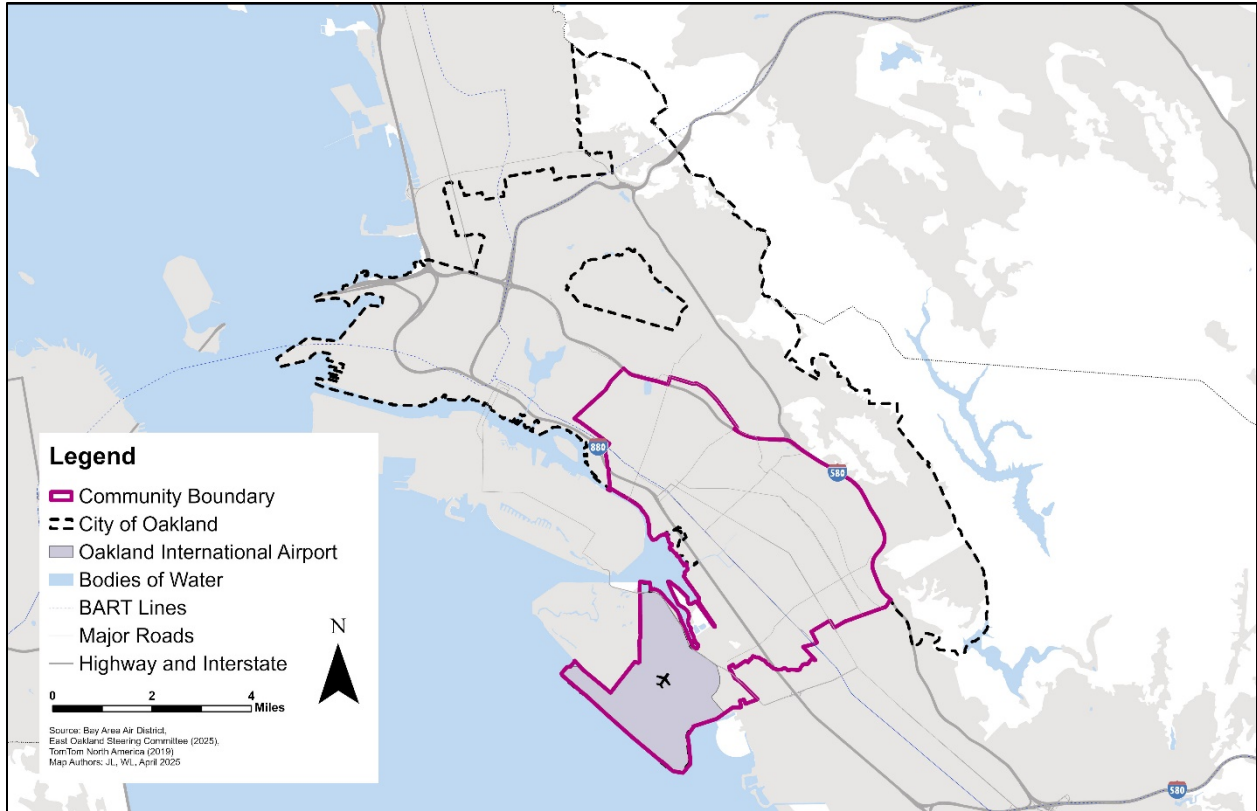 880
580
Legend
Community Boundary
City of Oakland
Oakland International Airport
Bodies of Water
BART Lines
Major Roads
Highway and Interstate
N
0 2 4
Miles
Source: Bay Area Air District,
East Oakland Steering Committee (2025),
TomTom North America (2019)
Map Authors: JL, WL, April 2025
580